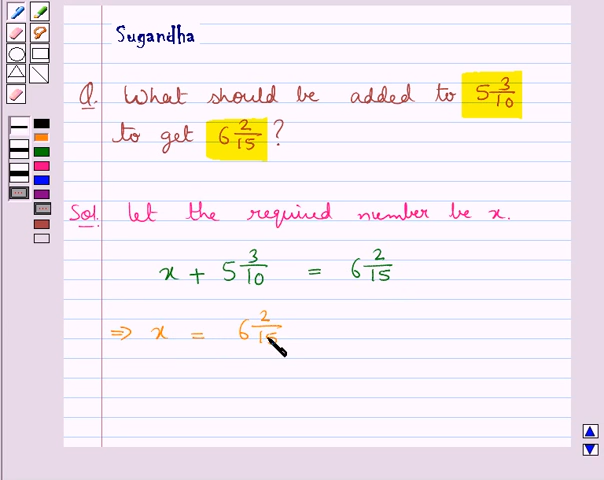 Sugandha
Q. What should be added to 5 3/10
to get 6 2/15 ?
Sol. let the required number be x.
x + 5 3/10 = 6 2/15
⇒ x = 6 2/15